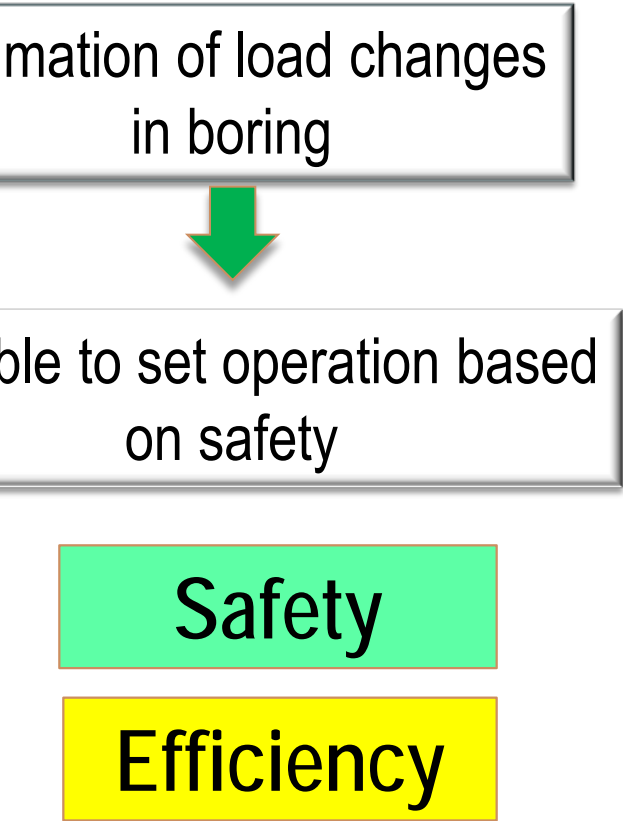 mation of load changes
in boring
ble to set operation based
on safety
Safety
Efficiency